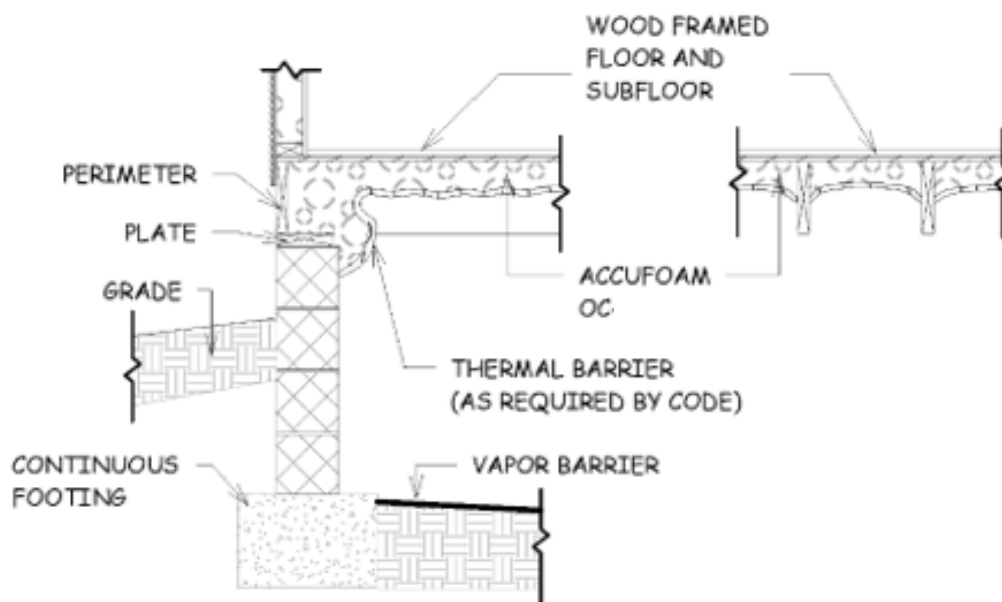 WOOD FRAMED
FLOOR AND
SUBFLOOR
PERIMETER
PLATE
GRADE
ACCUFOAM
OC
THERMAL BARRIER
(AS REQUIRED BY CODE)
CONTINUOUS
FOOTING
VAPOR BARRIER